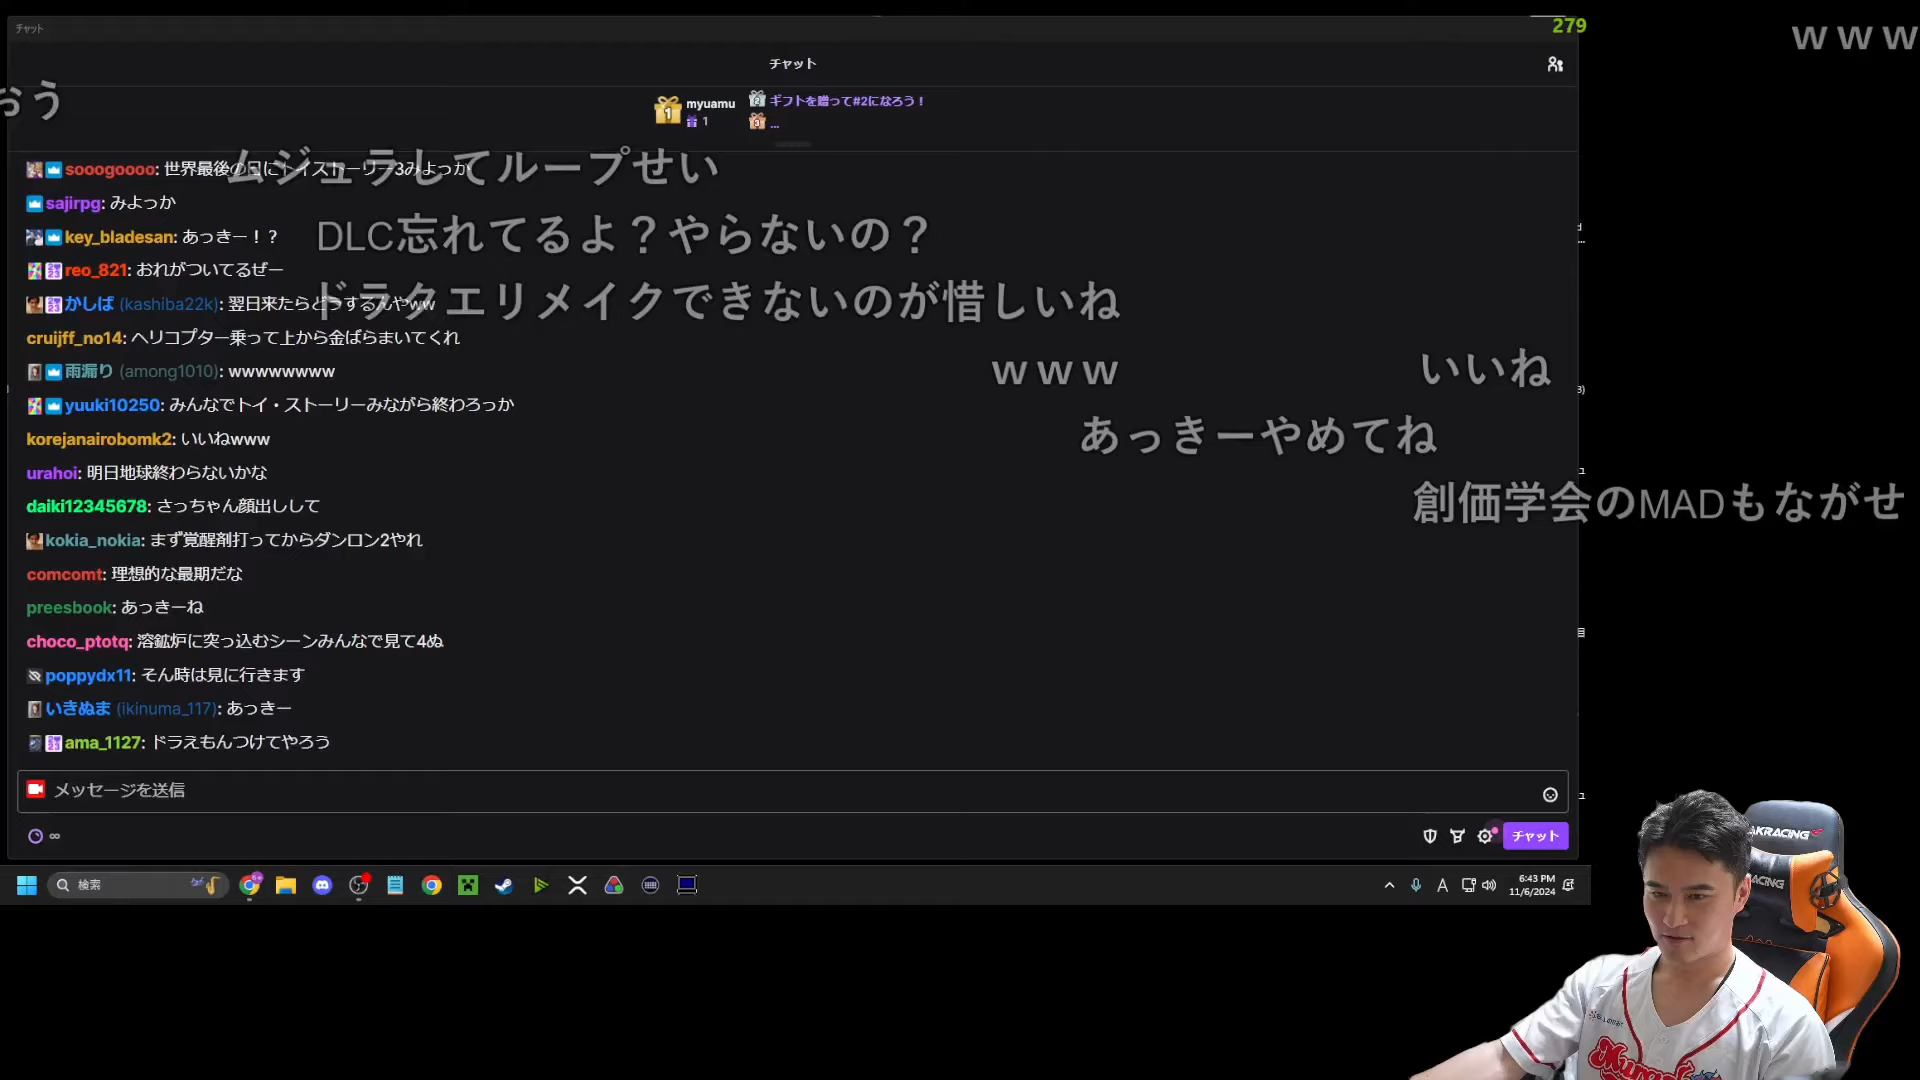 チャット
279
www
チャット
おう
myuamu
1
ギフトを贈って#2になろう！
...
ムジュラしてループせい
sooogoooo: 世界最後の日にトイストーリー3みよっか
sajirpg: みよっか
key_bladesan: あっきー！？
DLC忘れてるよ？やらないの？
reo_821: おれがついてるぜー
かしば (kashiba22k): 翌日来たらどうするんやww
ドラクエリメイクできないのが惜しいね
cruijff_no14: ヘリコプター乗って上から金ばらまいてくれ
雨漏り (among1010): wwwwwwww
www
いいね
yuuki10250: みんなでトイ・ストーリーみながら終わろっか
korejanairobomk2: いいねwww
あっきーやめてね
urahoi: 明日地球終わらないかな
daiki12345678: さっちゃん顔出しして
創価学会のMADもながせ
kokia_nokia: まず覚醒剤打ってからダンロン2やれ
comcomt: 理想的な最期だな
preesbook: あっきーね
choco_ptotq: 溶鉱炉に突っ込むシーンみんなで見て4ぬ
poppydx11: そん時は見に行きます
いきぬま (ikinuma_117): あっきー
ama_1127: ドラえもんつけてやろう
メッセージを送信
∞
チャット
検索
A
6:43 PM
11/6/2024
AKRACING
RACING